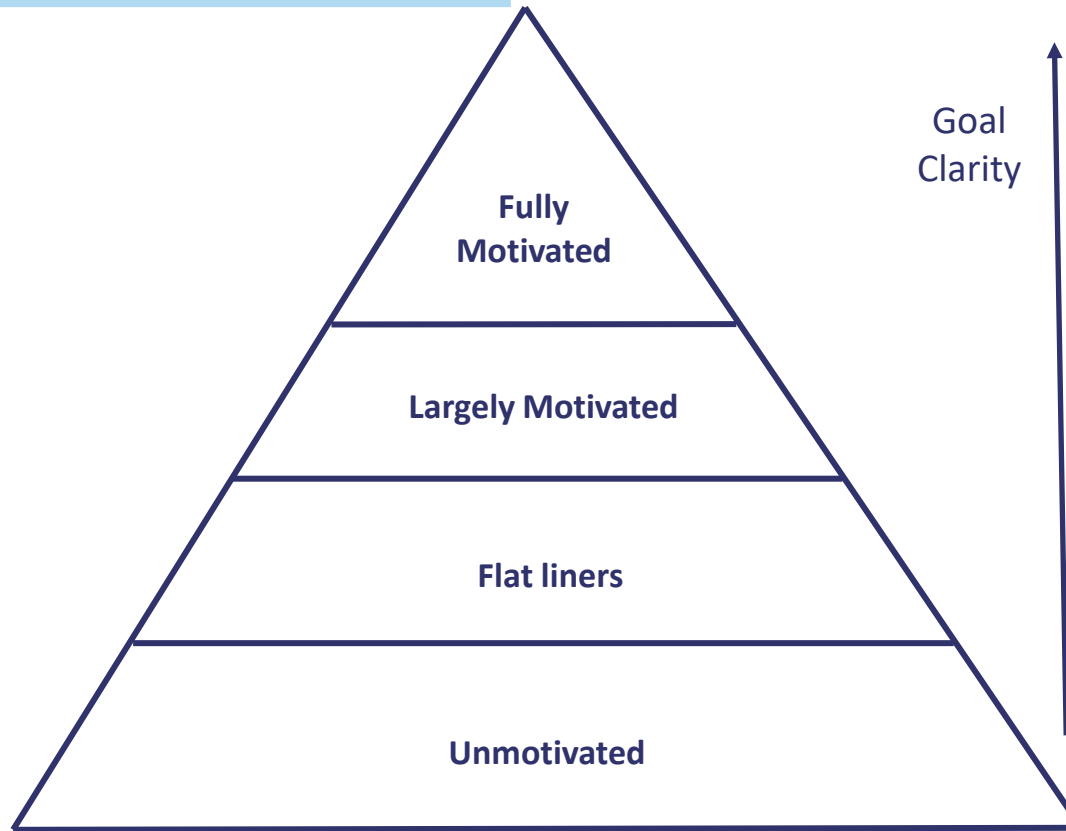 Goal
Clarity
Fully
Motivated
Largely Motivated
Flat liners
Unmotivated